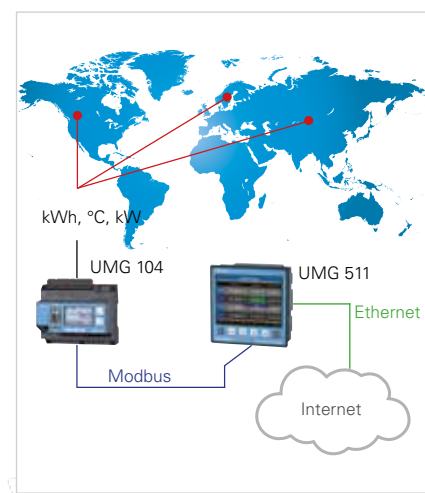 kWh, °C, kW
UMG 104
UMG 511
Ethernet
Modbus
Internet